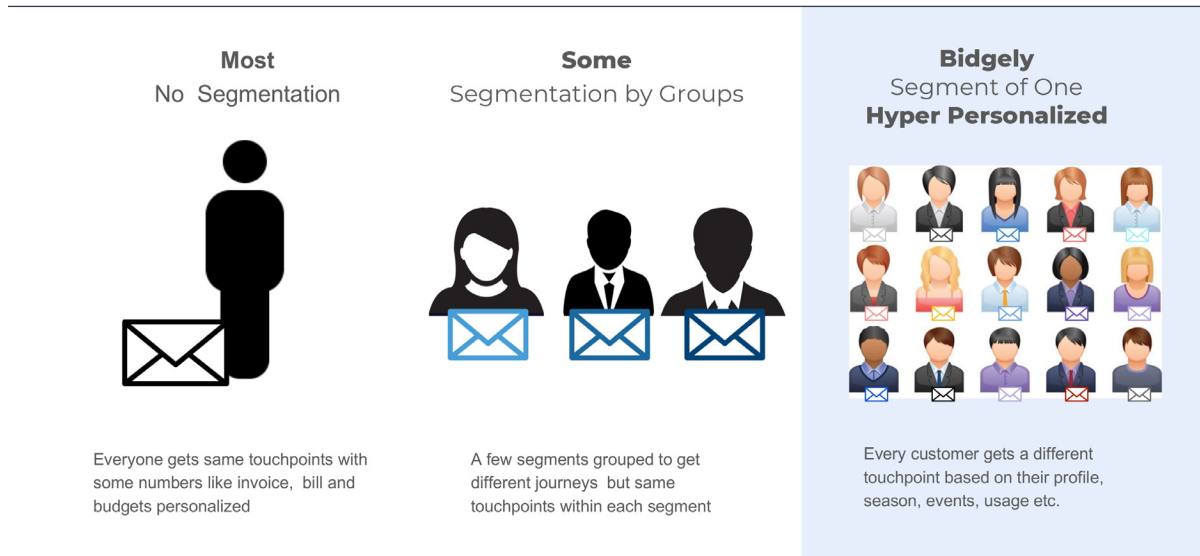 Most
No Segmentation
Everyone gets same touchpoints with
some numbers like invoice, bill and
budgets personalized
Some
Segmentation by Groups
A few segments grouped to get
different journeys but same
touchpoints within each segment
Bidgely
Segment of One
Hyper Personalized
Every customer gets a different
touchpoint based on their profile,
season, events, usage etc.